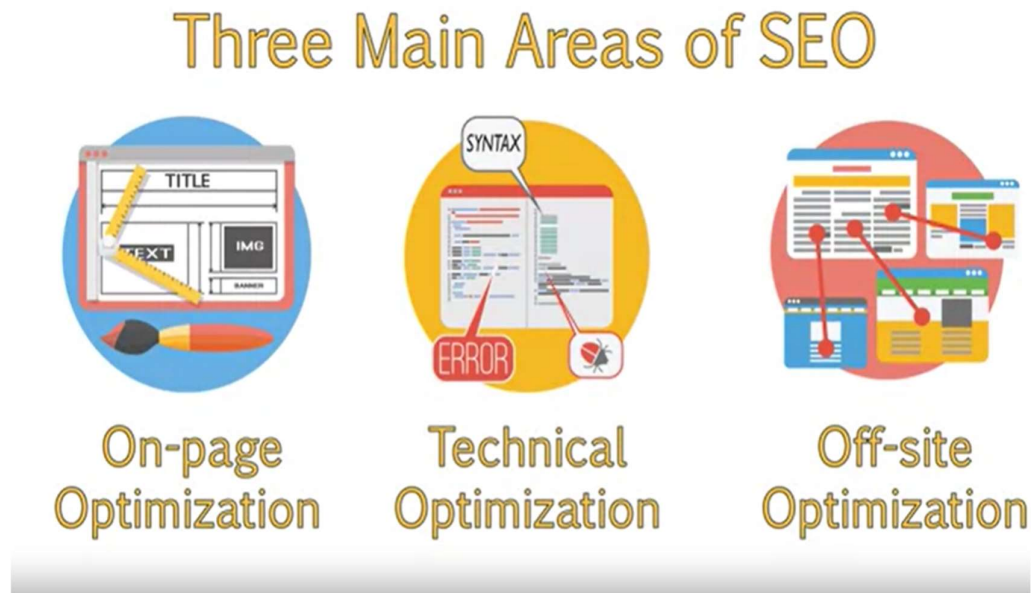 Three Main Areas of SEO
TITLE
TEXT
IMG
BANNER
SYNTAX
ERROR
On-page
Optimization
Technical
Optimization
Off-site
Optimization